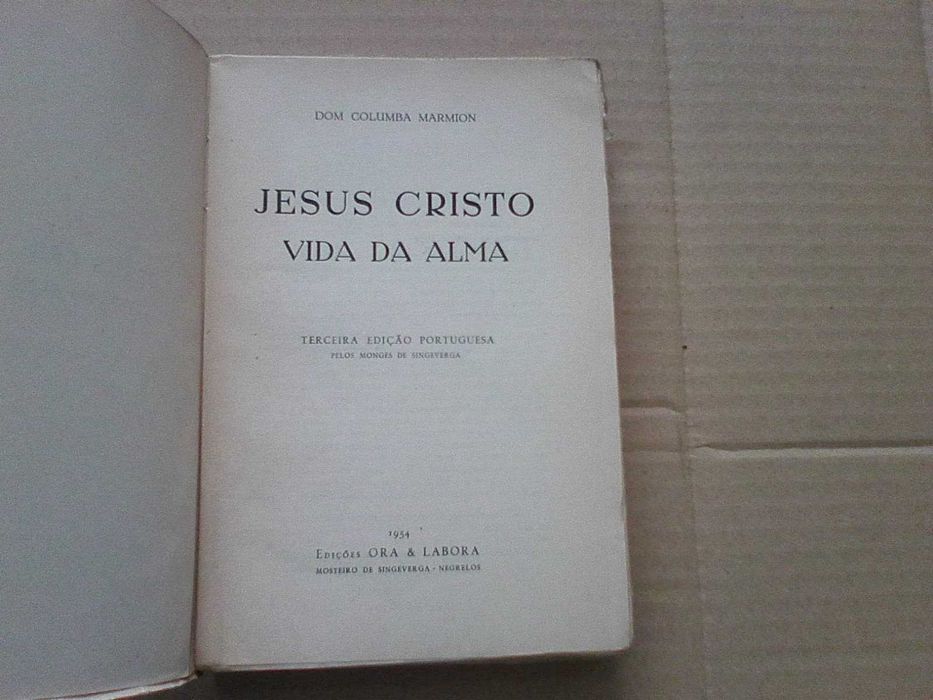 DOM COLUMBA MARMION
JESUS CRISTO
VIDA DA ALMA
TERCEIRA EDIÇÃO PORTUGUESA
PELOS MONGES DE SINGEVERGA
1954
EDIÇÕES ORA & LABORA
MOSTEIRO DE SINGEVERGA - NEGRELOS